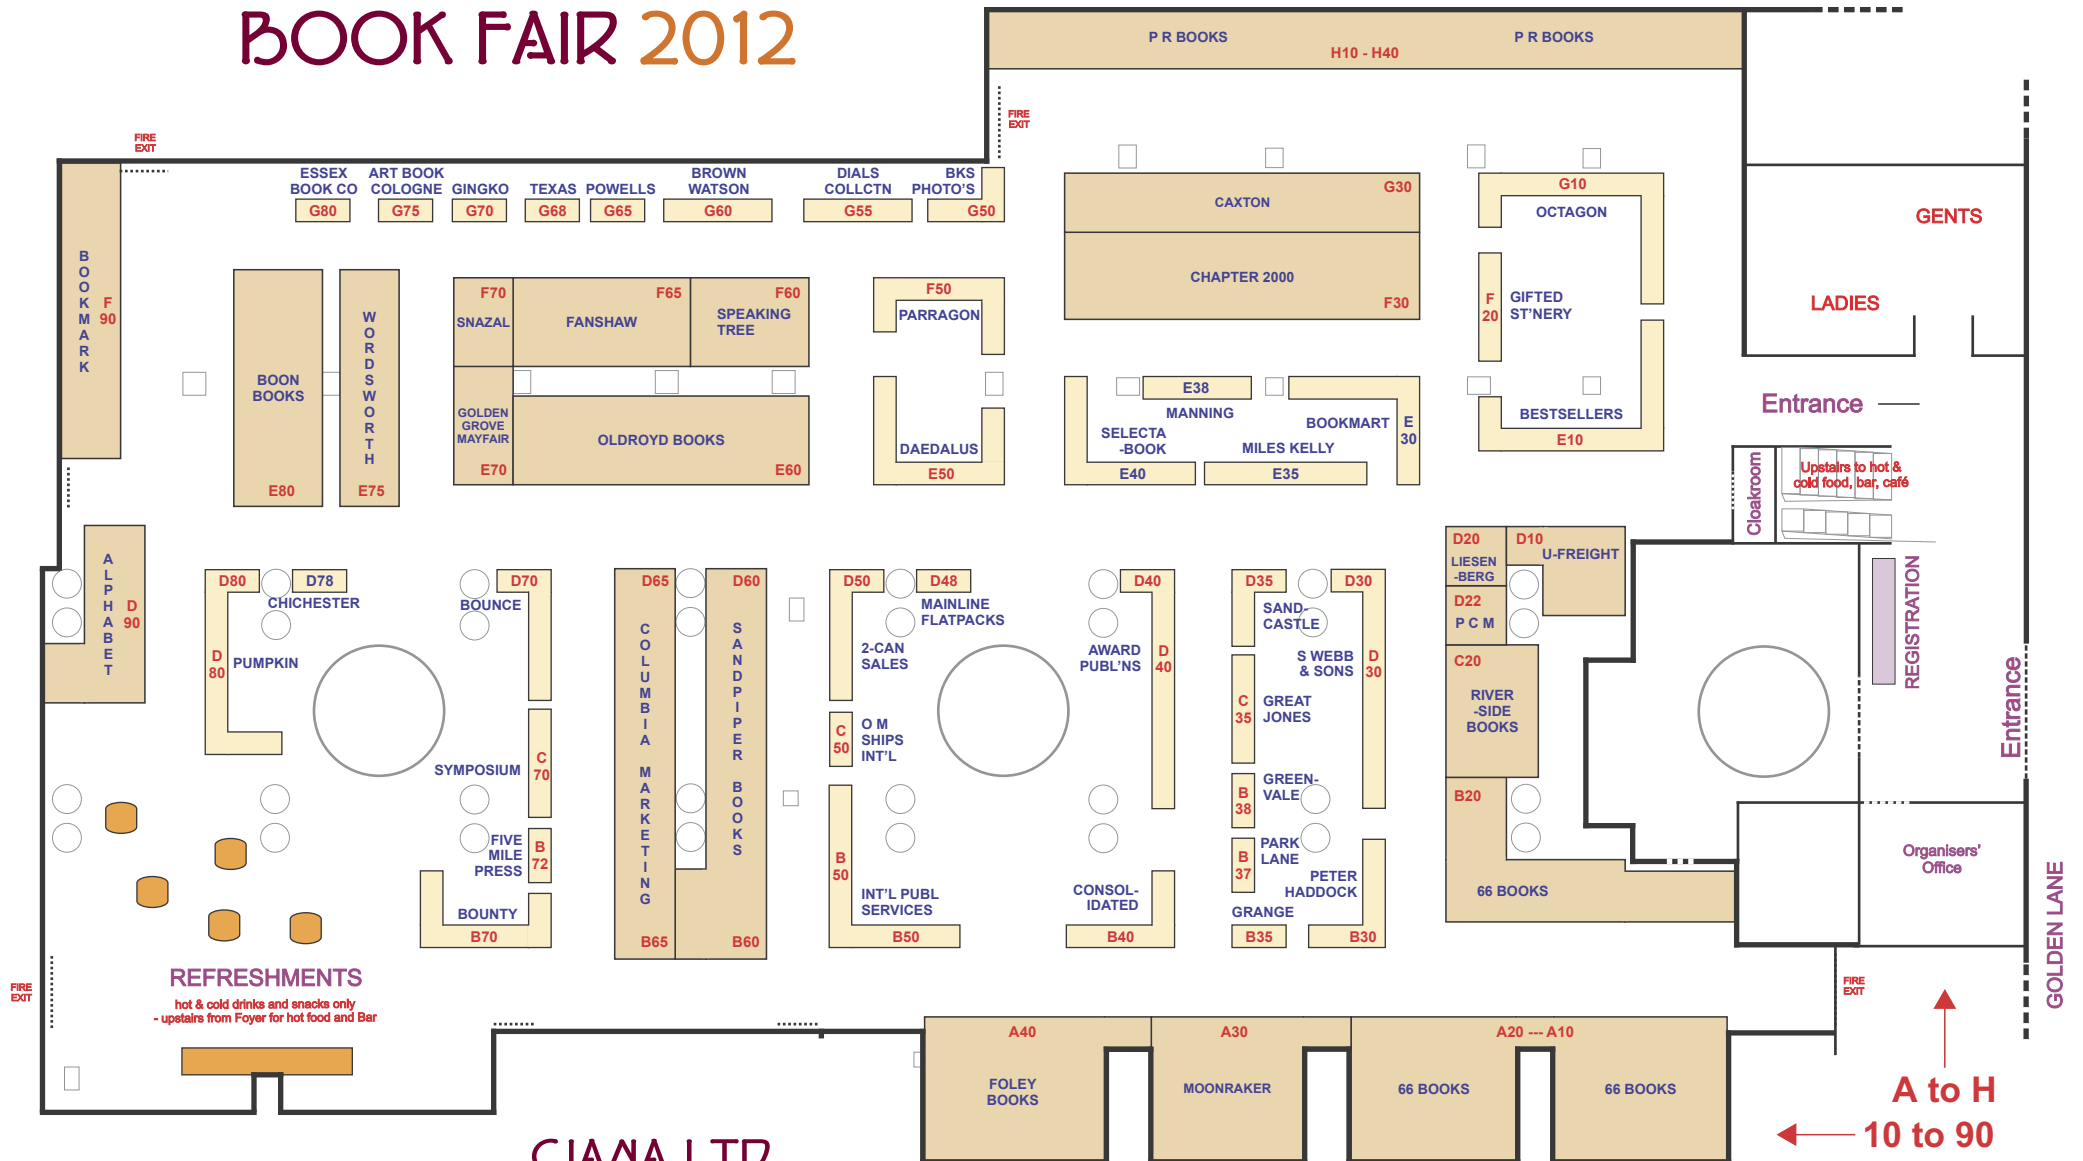 BOOK FAIR 2012
P R BOOKS
P R BOOKS
H10 - H40
FIRE
EXIT
FIRE
EXIT
ESSEX
BOOK CO
G80
ART BOOK
COLOGNE
G75
GINGKO
G70
TEXAS
G68
POWELLS
G65
BROWN
WATSON
G60
DIALS
COLLCTN
G55
BKS
PHOTO'S
G50
CAXTON
G30
CHAPTER 2000
F30
G10
OCTAGON
F
20
GIFTED
ST'NERY
BESTSELLERS
E10
GENTS
LADIES
Entrance
BOOKMARK
F
90
BOON
BOOKS
E80
WORDSWORTH
E75
F70
SNAZAL
F65
FANSHAW
F60
SPEAKING
TREE
GOLDEN
GROVE
MAYFAIR
E70
OLDROYD BOOKS
E60
F50
PARRAGON
DAEDALUS
E50
E38
MANNING
SELECTA
-BOOK
E40
MILES KELLY
E35
BOOKMART
E
30
Cloakroom
Upstairs to hot &
cold food, bar, café
ALPHABET
D
90
D80
D78
CHICHESTER
D
80
PUMPKIN
D70
BOUNCE
SYMPOSIUM
C
70
FIVE
MILE
PRESS
B
72
BOUNTY
B70
D65
COLUMBIA MARKETING
B65
D60
SANDPIPER BOOKS
B60
D50
D48
MAINLINE
FLATPACKS
2-CAN
SALES
C
50
O M
SHIPS
INT'L
B
50
INT'L PUBL
SERVICES
B50
D40
AWARD
PUBL'NS
D
40
CONSOL-
IDATED
B40
D35
SAND-
CASTLE
D30
S WEBB
& SONS
D
30
C
35
GREAT
JONES
B
38
GREEN-
VALE
B
37
PARK
LANE
PETER
HADDOCK
GRANGE
B35
B30
D20
LIESEN
-BERG
D10
U-FREIGHT
D22
P C M
C20
RIVER
-SIDE
BOOKS
B20
66 BOOKS
REGISTRATION
Entrance
Organisers'
Office
GOLDEN LANE
REFRESHMENTS
hot & cold drinks and snacks only
- upstairs from Foyer for hot food and Bar
FIRE
EXIT
FIRE
EXIT
A40
FOLEY
BOOKS
A30
MOONRAKER
A20 --- A10
66 BOOKS
66 BOOKS
A to H
10 to 90
CIANA LTD